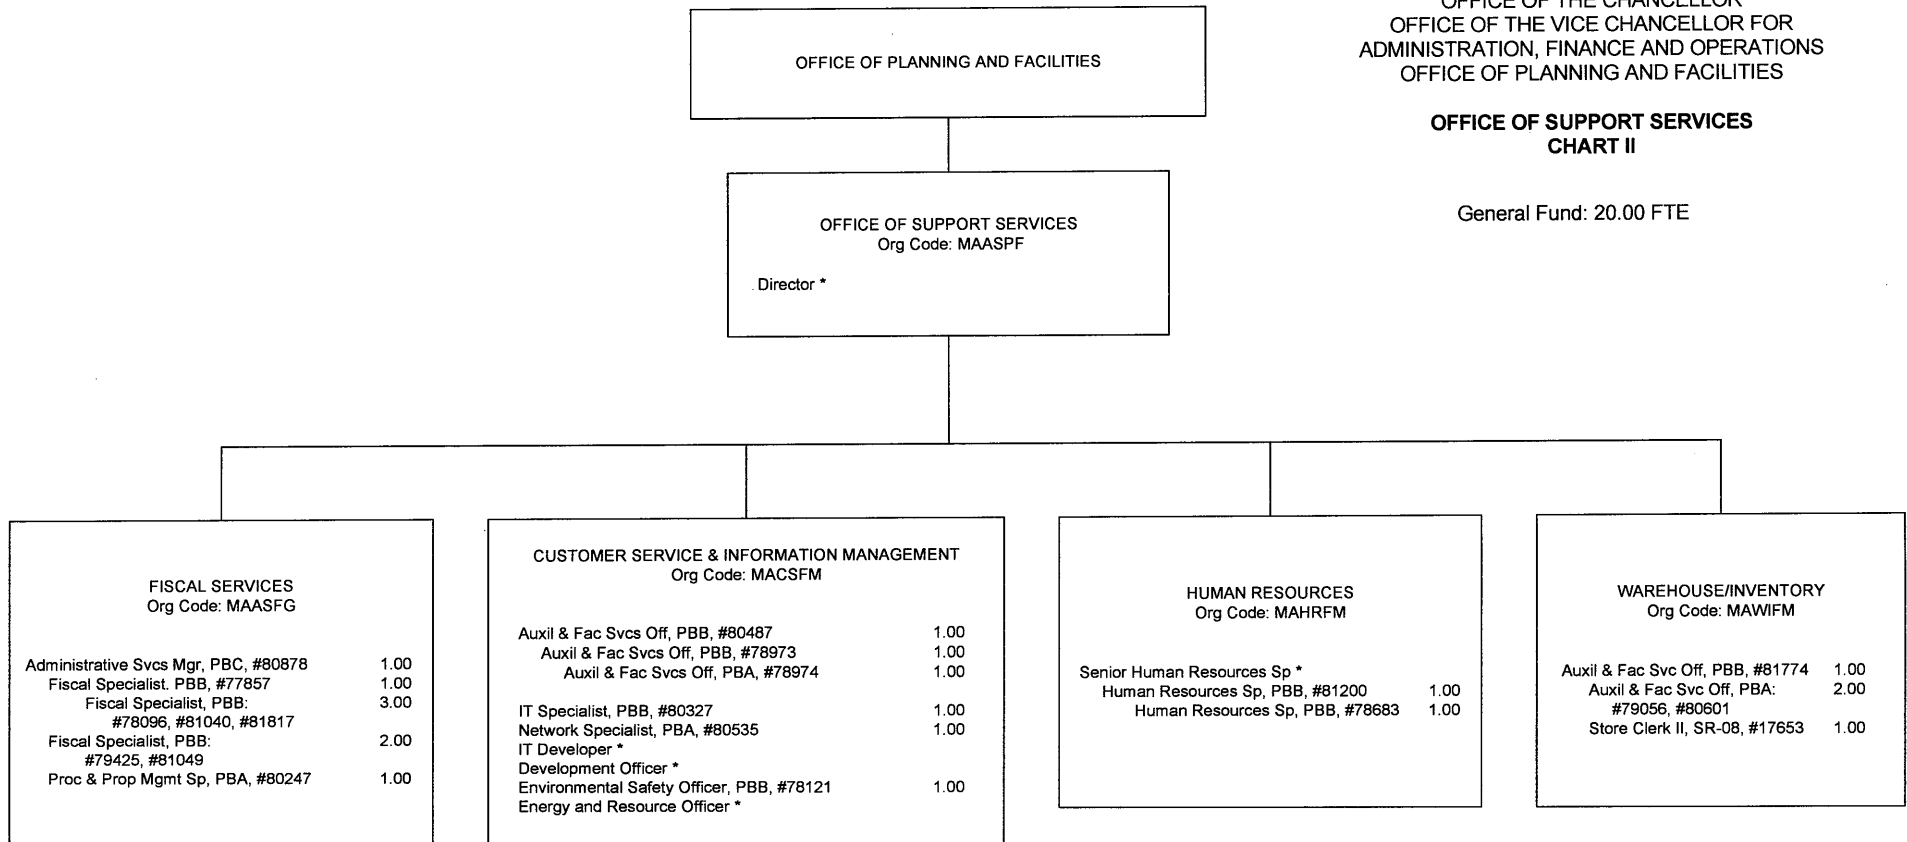 OFFICE OF THE CHANCELLOR
OFFICE OF THE VICE CHANCELLOR FOR
ADMINISTRATION, FINANCE AND OPERATIONS
OFFICE OF PLANNING AND FACILITIES
OFFICE OF SUPPORT SERVICES
CHART II
General Fund: 20.00 FTE
OFFICE OF PLANNING AND FACILITIES
OFFICE OF SUPPORT SERVICES
Org Code: MAASPF
Director *
FISCAL SERVICES
Org Code: MAASFG
Administrative Svcs Mgr, PBC, #80878 1.00
Fiscal Specialist. PBB, #77857 1.00
Fiscal Specialist, PBB: 3.00
#78096, #81040, #81817
Fiscal Specialist, PBB: 2.00
#79425, #81049
Proc & Prop Mgmt Sp, PBA, #80247 1.00
CUSTOMER SERVICE & INFORMATION MANAGEMENT
Org Code: MACSFM
Auxil & Fac Svcs Off, PBB, #80487 1.00
Auxil & Fac Svcs Off, PBB, #78973 1.00
Auxil & Fac Svcs Off, PBA, #78974 1.00
IT Specialist, PBB, #80327 1.00
Network Specialist, PBA, #80535 1.00
IT Developer *
Development Officer *
Environmental Safety Officer, PBB, #78121 1.00
Energy and Resource Officer *
HUMAN RESOURCES
Org Code: MAHRFM
Senior Human Resources Sp *
Human Resources Sp, PBB, #81200 1.00
Human Resources Sp, PBB, #78683 1.00
WAREHOUSE/INVENTORY
Org Code: MAWIFM
Auxil & Fac Svc Off, PBB, #81774 1.00
Auxil & Fac Svc Off, PBA: 2.00
#79056, #80601
Store Clerk II, SR-08, #17653 1.00